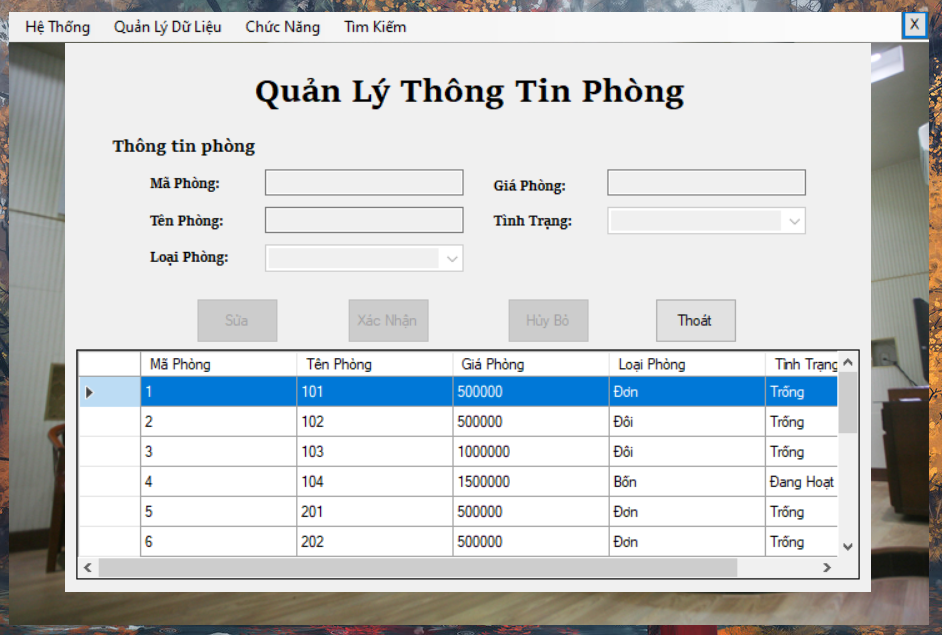 Hệ Thống Quản Lý Dữ Liệu Chức Năng Tìm Kiếm X
Quản Lý Thông Tin Phòng
Thông tin phòng
Mã Phòng: Giá Phòng:
Tên Phòng: Tình Trạng:
Loại Phòng:
Sửa Xác Nhận Hủy Bỏ Thoát
Mã Phòng Tên Phòng Giá Phòng Loại Phòng Tình Trạng
1 101 500000 Đơn Trống
2 102 500000 Đôi Trống
3 103 1000000 Đôi Trống
4 104 1500000 Bốn Đang Hoạt
5 201 500000 Đơn Trống
6 202 500000 Đơn Trống